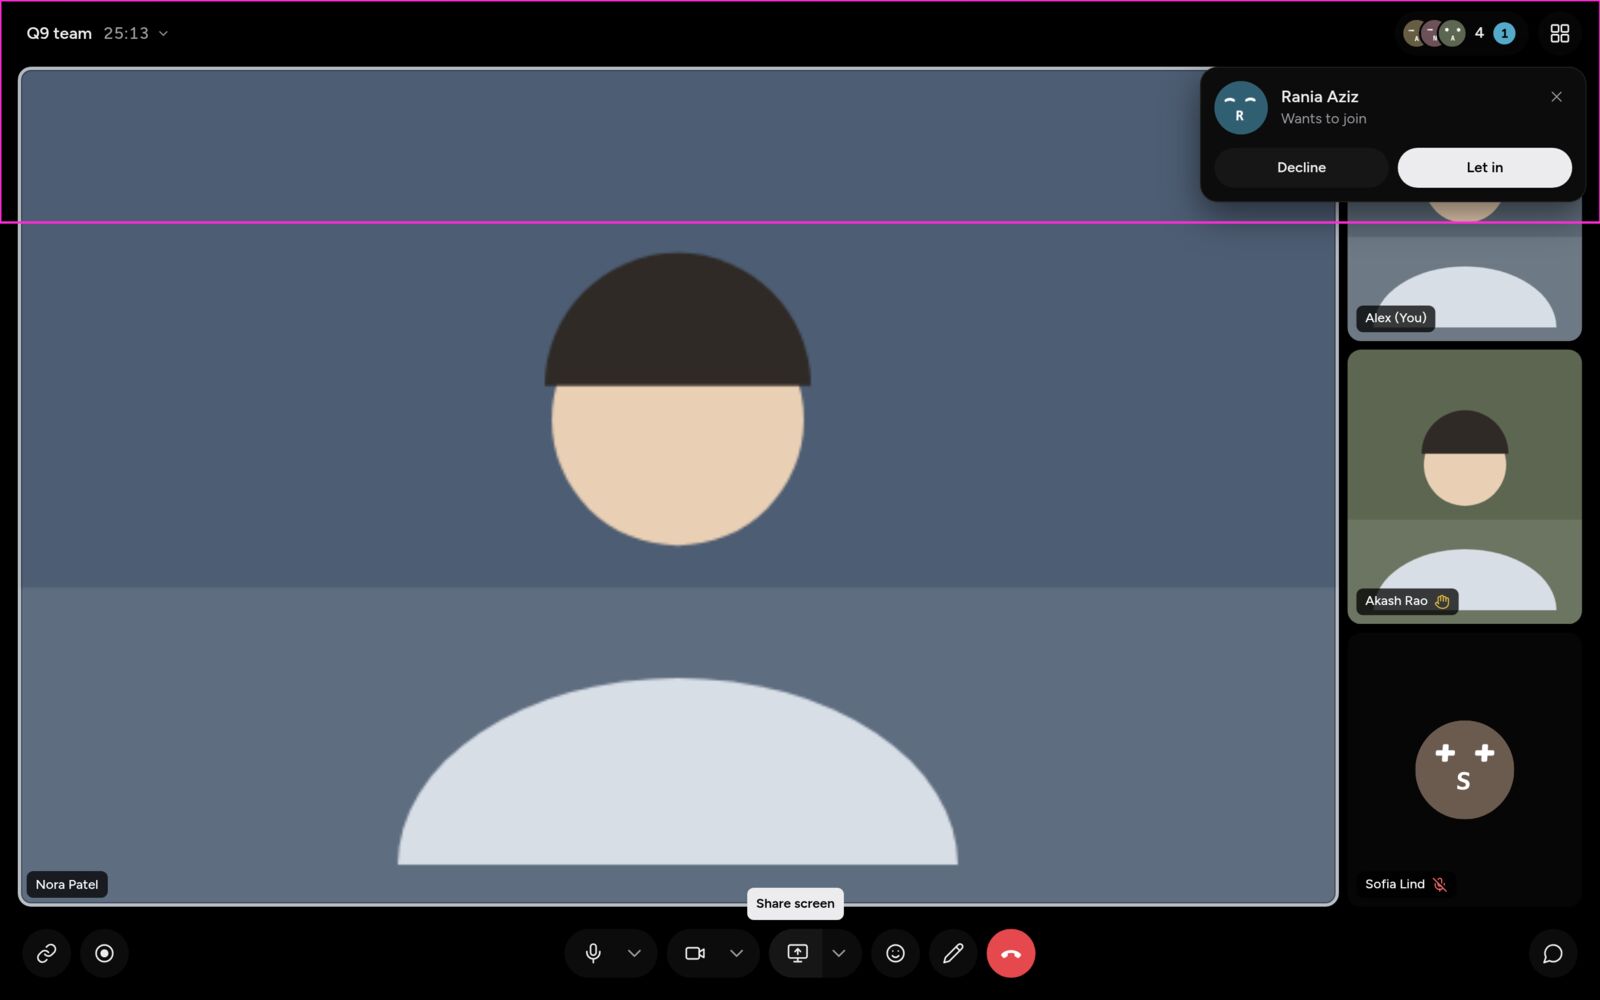 Q9 team 25:13
4 1
Rania Aziz
Wants to join
Decline Let in
Alex (You)
Akash Rao
S
Sofia Lind
Nora Patel
Share screen
R